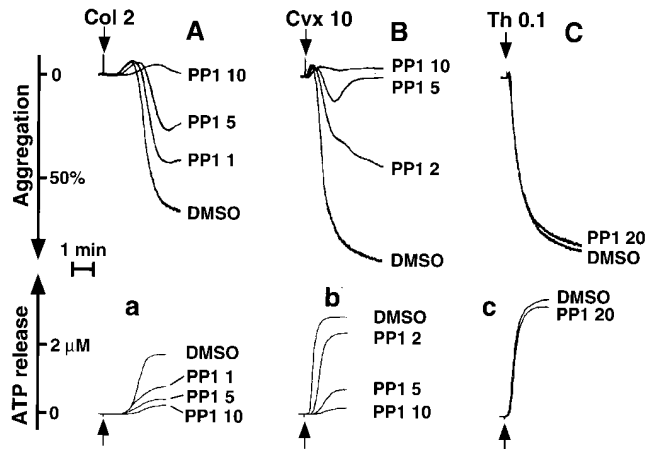 Col 2
A
Cvx 10
B
Th 0.1
C
Aggregation
0
50%
PP1 10
PP1 5
PP1 1
DMSO
PP1 10
PP1 5
PP1 2
DMSO
PP1 20
DMSO
1 min
ATP release
2 µM
0
a
DMSO
PP1 1
PP1 5
PP1 10
b
DMSO
PP1 2
PP1 5
PP1 10
c
DMSO
PP1 20